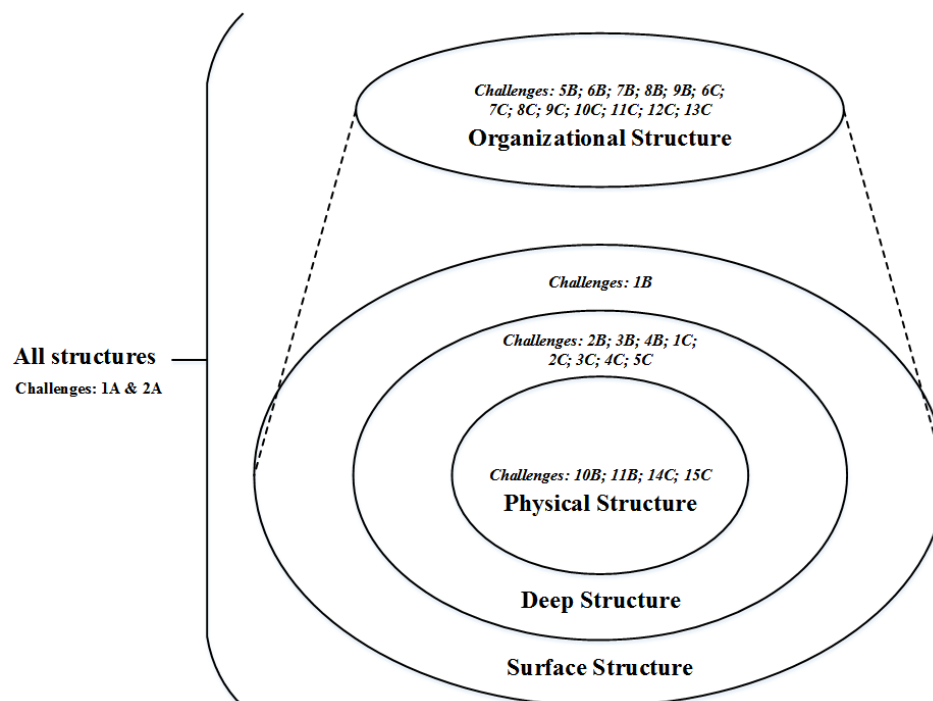 Challenges: 5B; 6B; 7B; 8B; 9B; 6C;
7C; 8C; 9C; 10C; 11C; 12C; 13C
Organizational Structure
Challenges: 1B
Challenges: 2B; 3B; 4B; 1C;
2C; 3C; 4C; 5C
All structures
Challenges: 1A & 2A
Challenges: 10B; 11B; 14C; 15C
Physical Structure
Deep Structure
Surface Structure